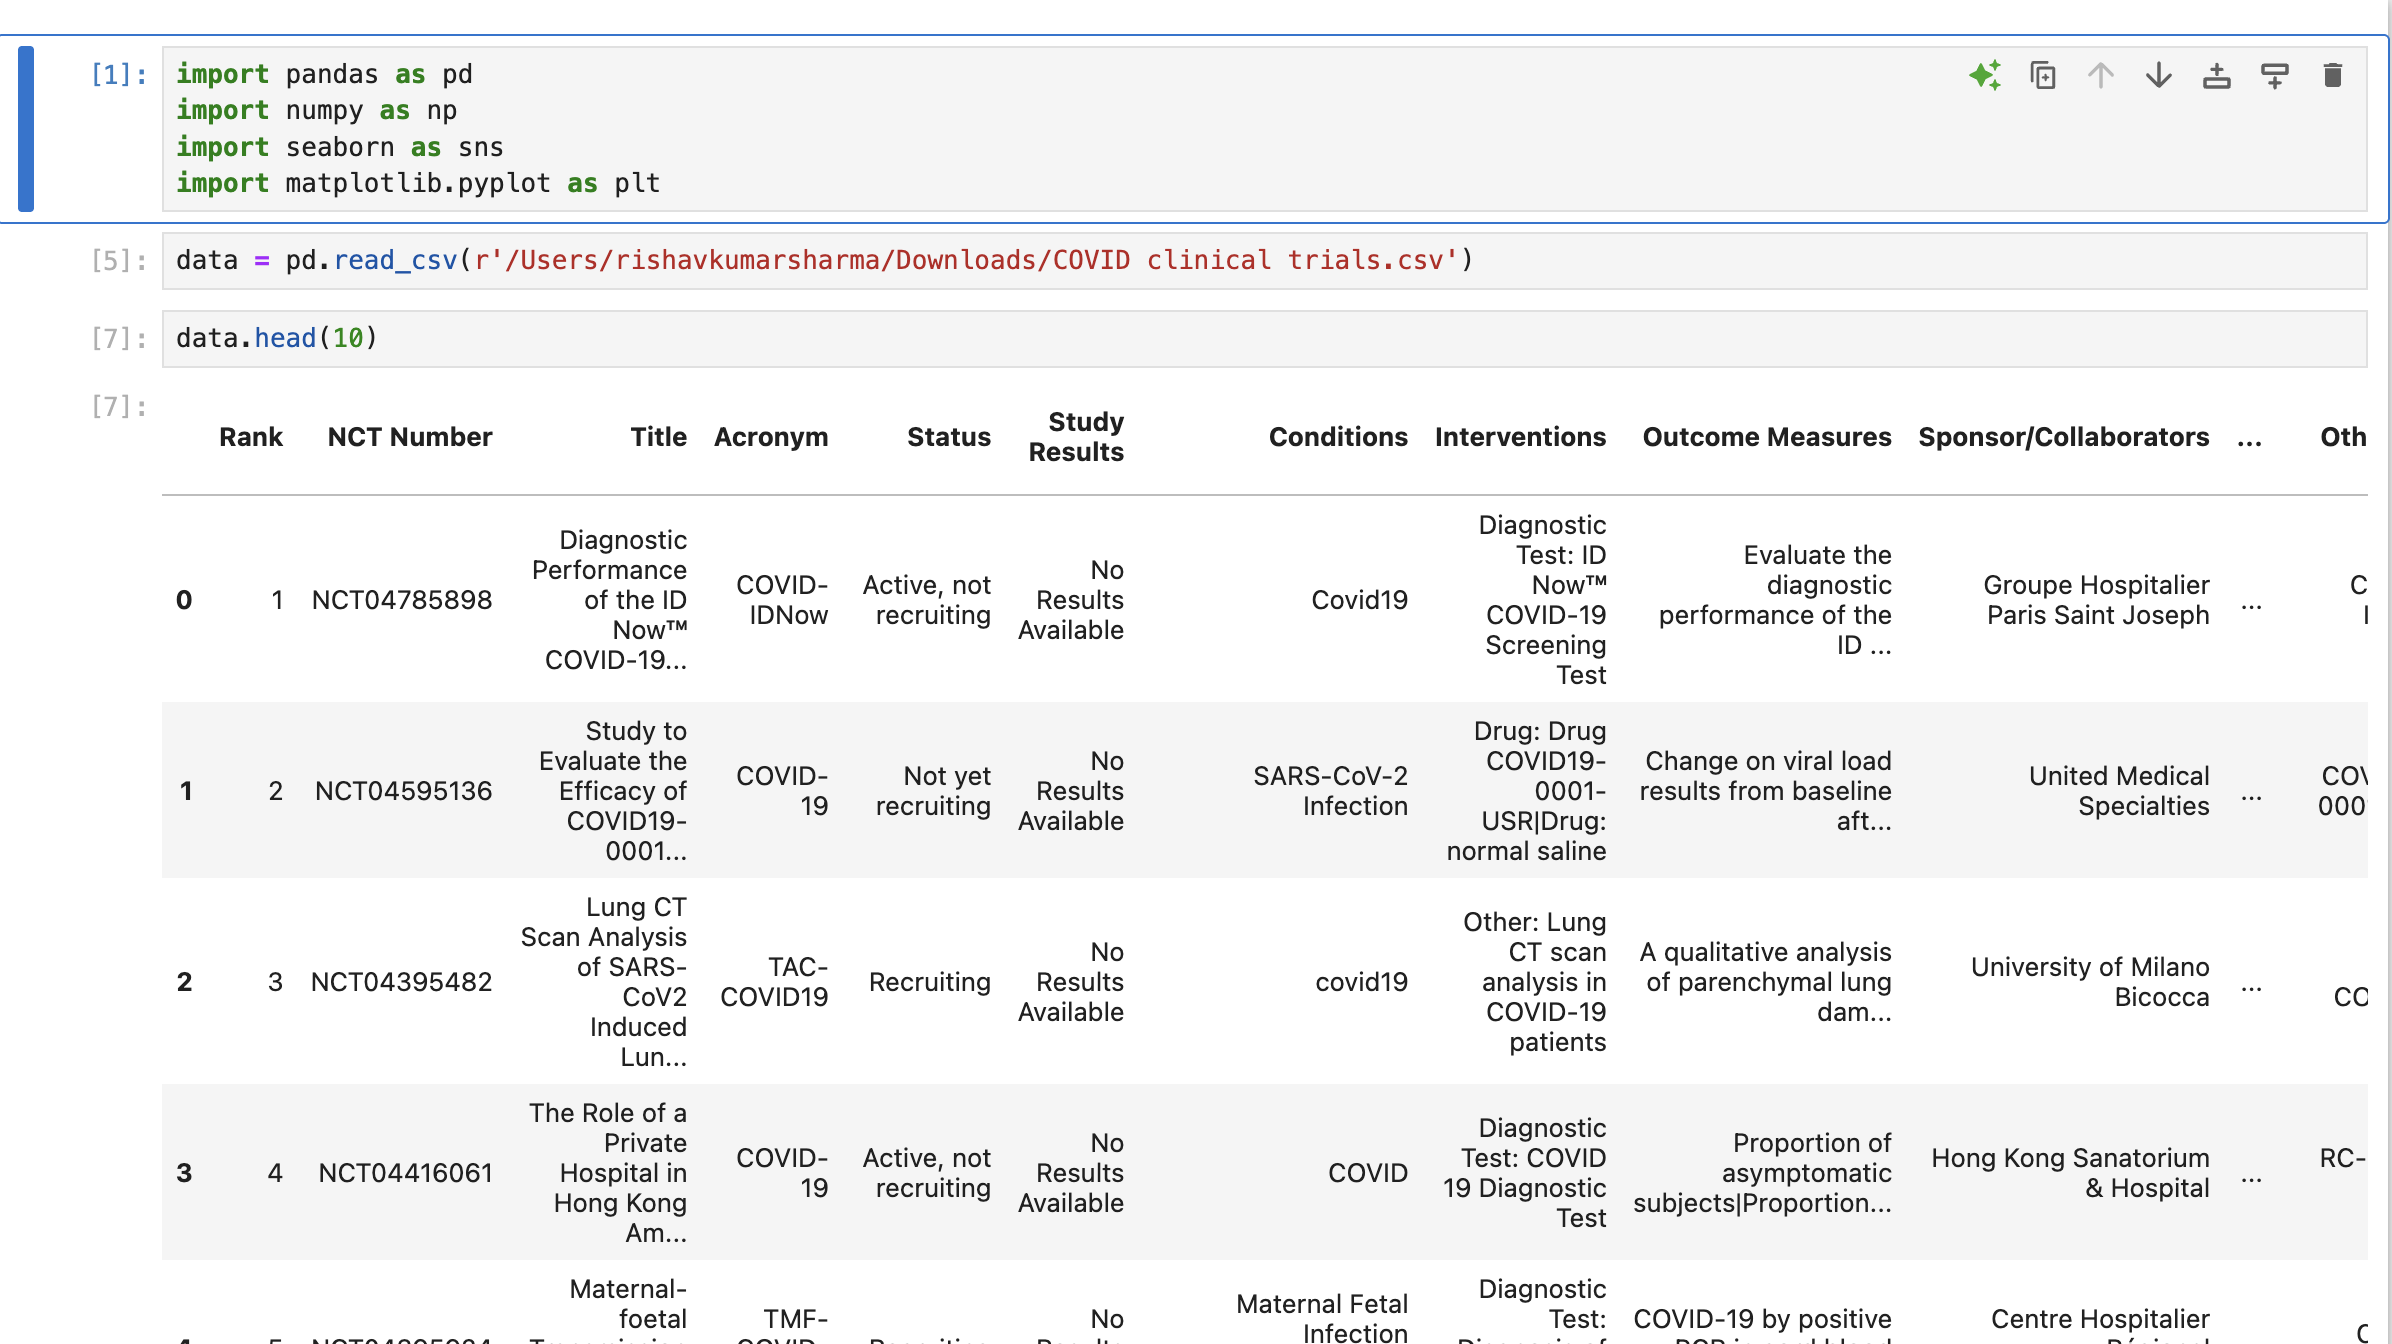 [1]:
import pandas as pd
import numpy as np
import seaborn as sns
import matplotlib.pyplot as plt
[5]:
data = pd.read_csv(r'/Users/rishavkumarsharma/Downloads/COVID clinical trials.csv')
[7]:
data.head(10)
[7]:
Rank NCT Number Title Acronym Status Study Results Conditions Interventions Outcome Measures Sponsor/Collaborators ... Oth
0 1 NCT04785898
Diagnostic
Performance
of the ID
Now™
COVID-19...
COVID-
IDNow
Active, not
recruiting
No
Results
Available
Covid19
Diagnostic
Test: ID
Now™
COVID-19
Screening
Test
Evaluate the
diagnostic
performance of the
ID ...
Groupe Hospitalier
Paris Saint Joseph
...
1 2 NCT04595136
Study to
Evaluate the
Efficacy of
COVID19-
0001...
COVID-
19
Not yet
recruiting
No
Results
Available
SARS-CoV-2
Infection
Drug: Drug
COVID19-
0001-
USR|Drug:
normal saline
Change on viral load
results from baseline
aft...
United Medical
Specialties
...
2 3 NCT04395482
Lung CT
Scan Analysis
of SARS-
CoV2
Induced
Lun...
TAC-
COVID19
Recruiting
No
Results
Available
covid19
Other: Lung
CT scan
analysis in
COVID-19
patients
A qualitative analysis
of parenchymal lung
dam...
University of Milano
Bicocca
...
CO
3 4 NCT04416061
The Role of a
Private
Hospital in
Hong Kong
Am...
COVID-
19
Active, not
recruiting
No
Results
Available
COVID
Diagnostic
Test: COVID
19 Diagnostic
Test
Proportion of
asymptomatic
subjects|Proportion...
Hong Kong Sanatorium
& Hospital
...
RC-
Maternal-
foetal
TMF-
No
Maternal Fetal
Infection
Diagnostic
Test:
COVID-19 by positive
Centre Hospitalier